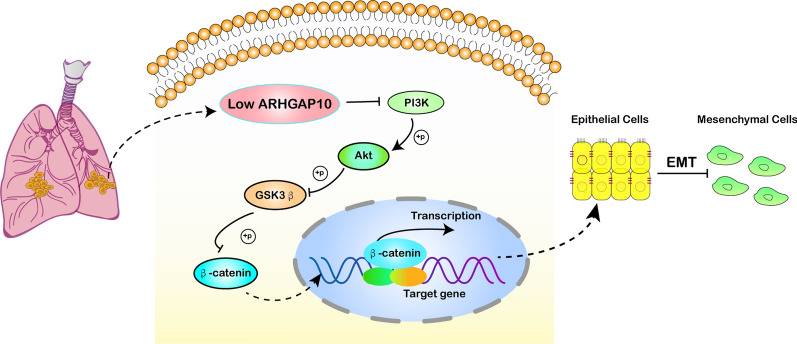 Low ARHGAP10
PI3K
+p
Akt
+p
GSK3 β
+p
β-catenin
Transcription
β-catenin
Target gene
Epithelial Cells
EMT
Mesenchymal Cells